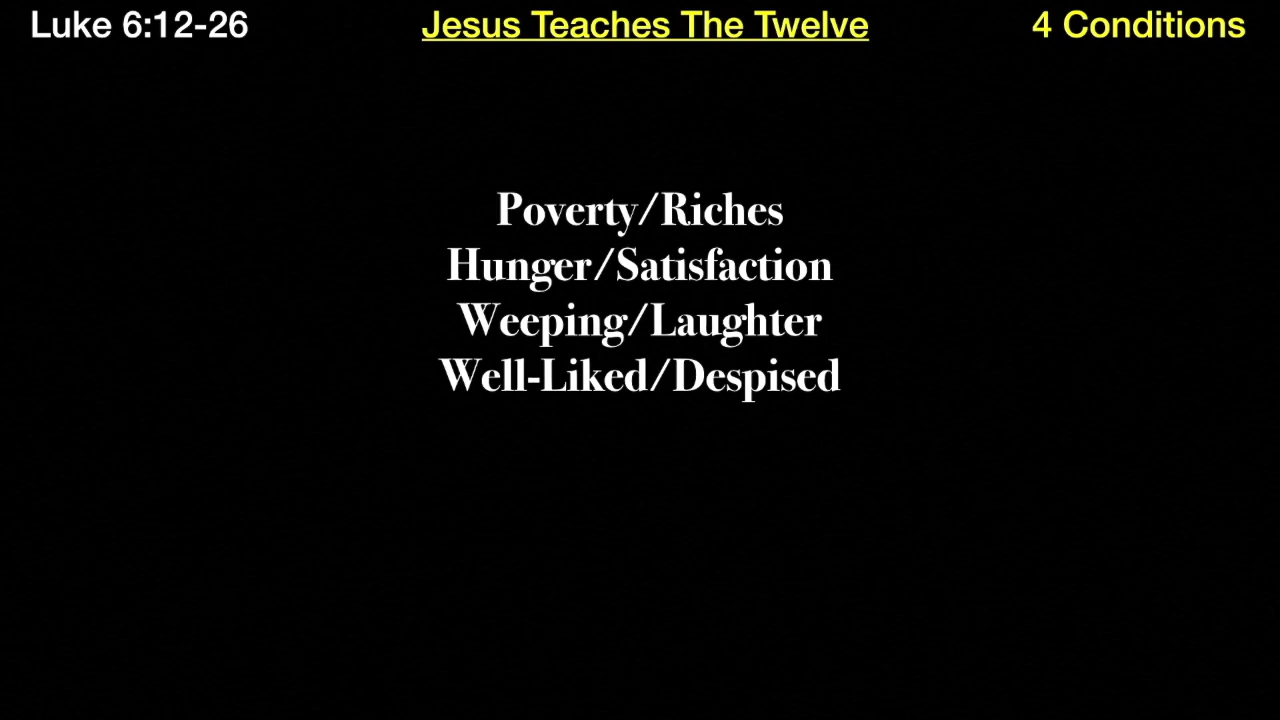 Luke 6:12-26
Jesus Teaches The Twelve
4 Conditions
Poverty/Riches
Hunger/Satisfaction
Weeping/Laughter
Well-Liked/Despised